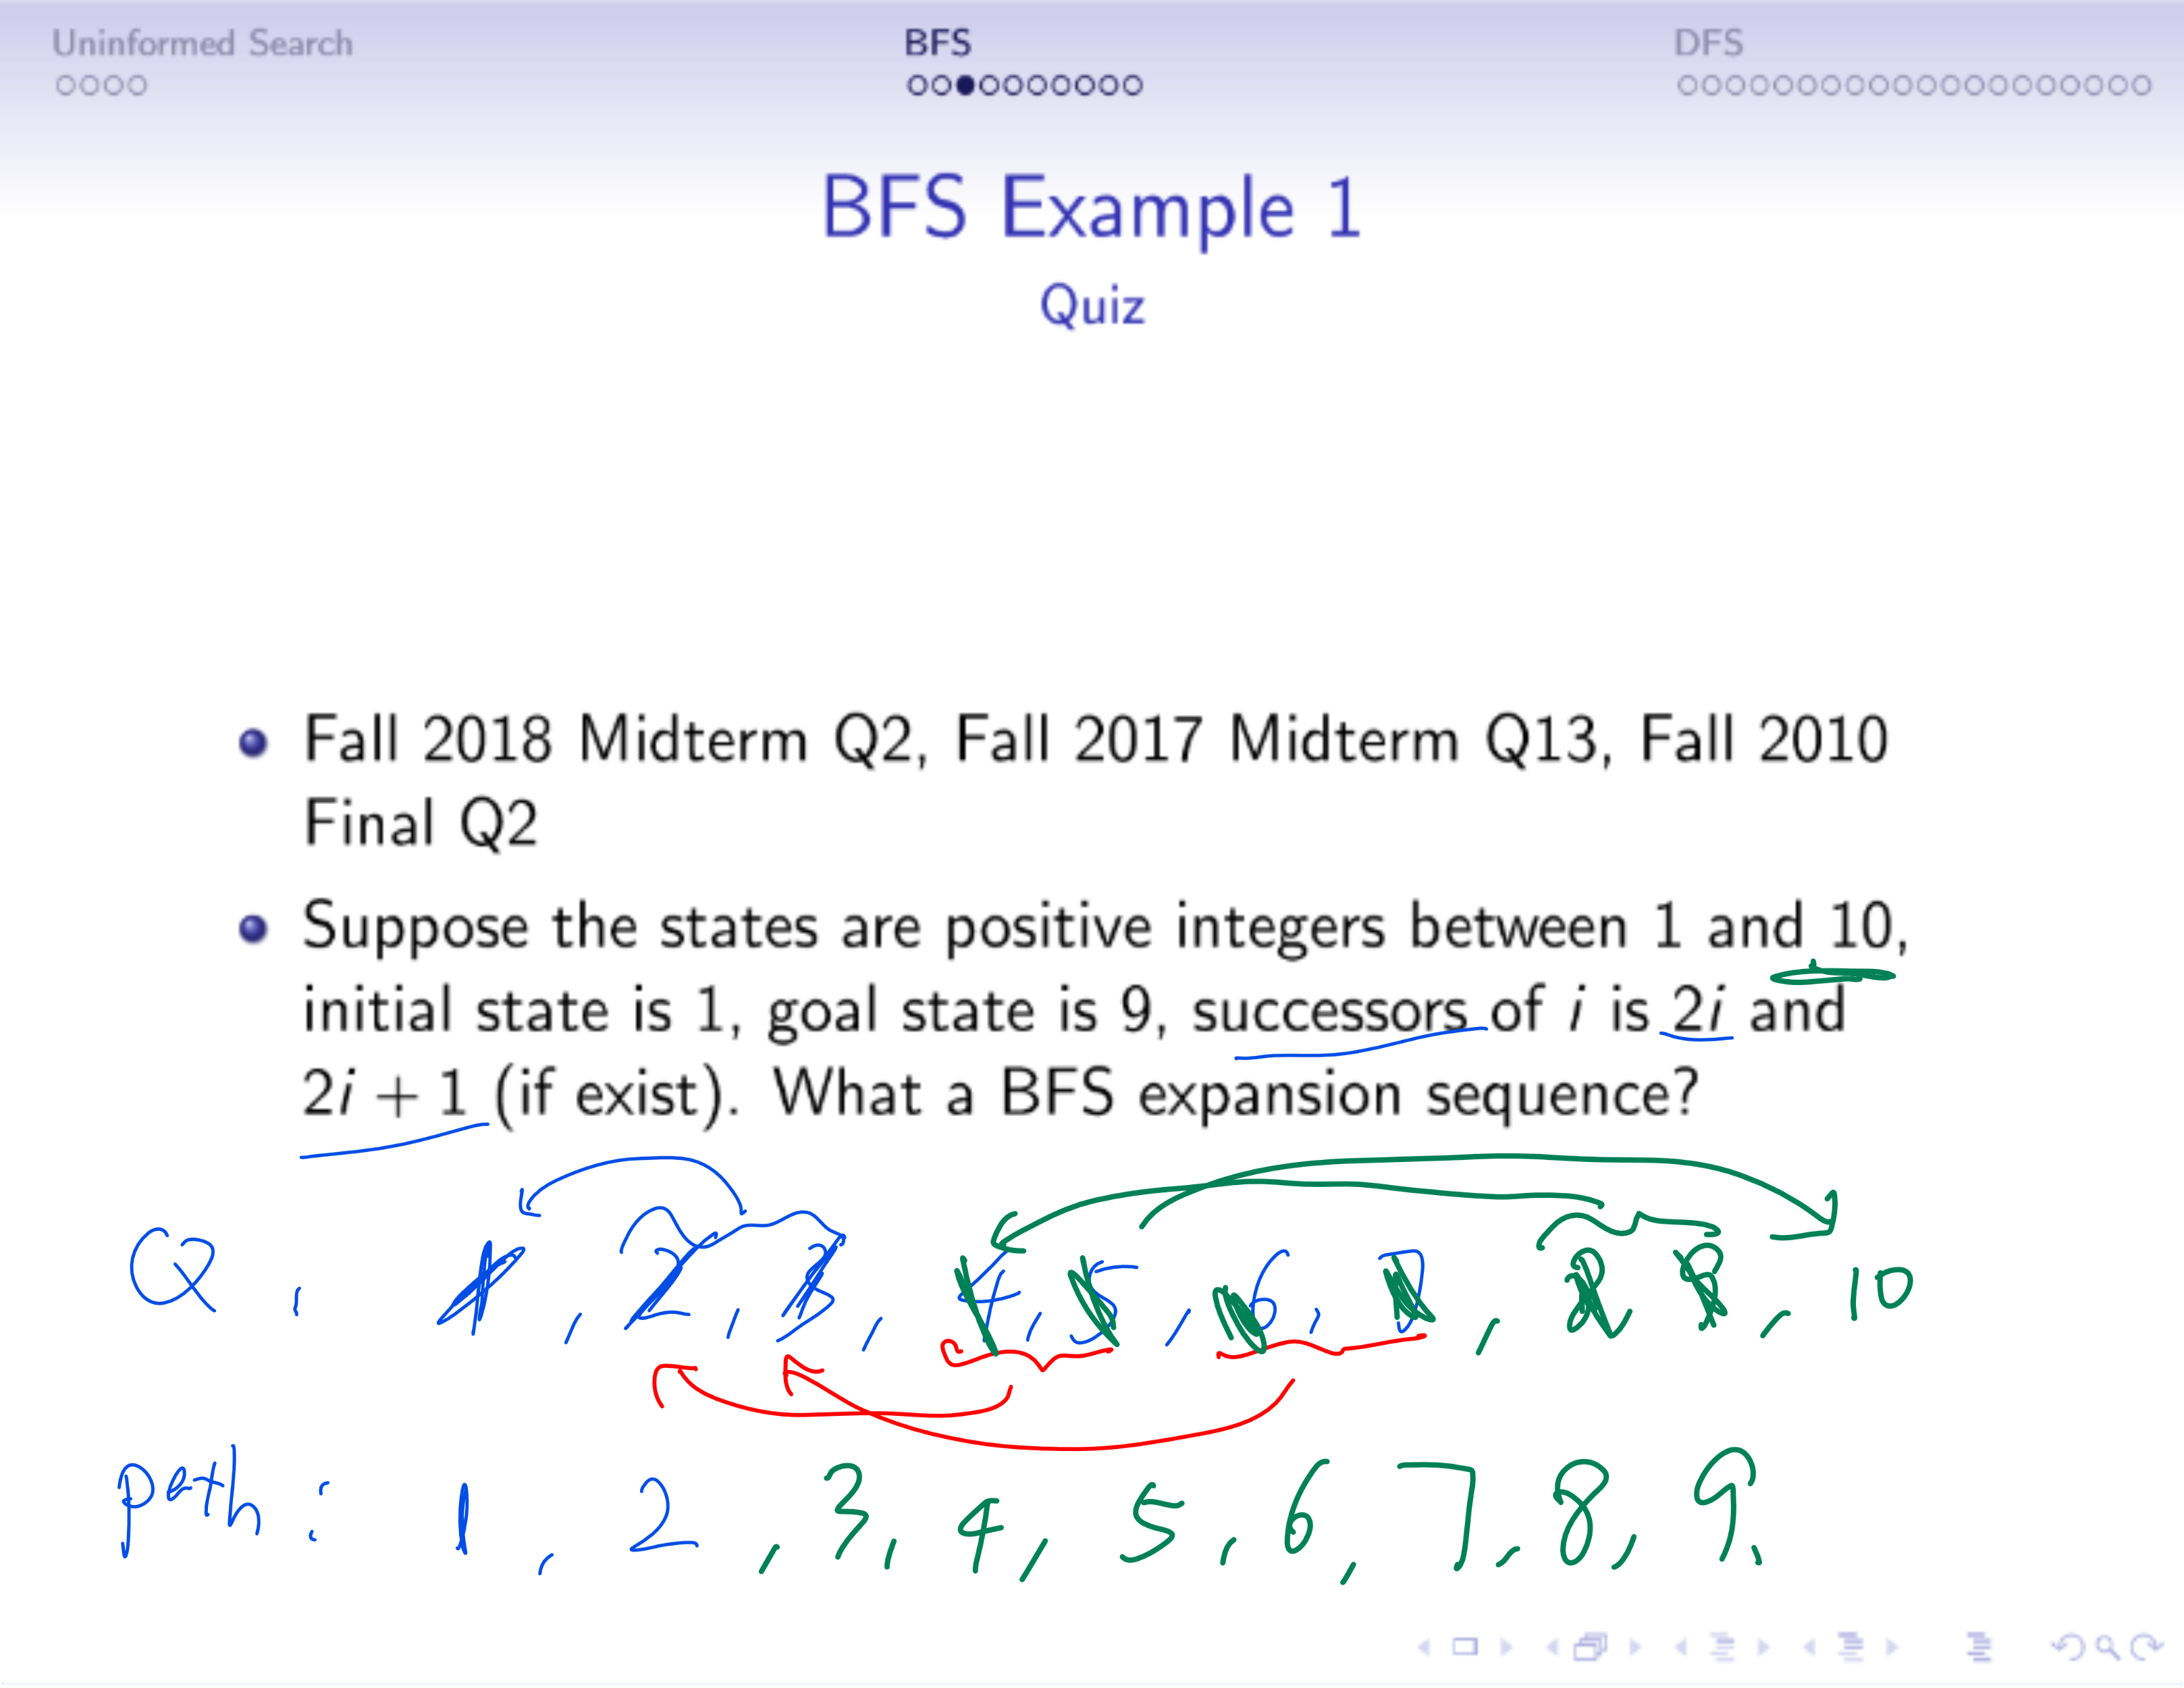 Uninformed Search BFS DFS
BFS Example 1
Quiz
Fall 2018 Midterm Q2, Fall 2017 Midterm Q13, Fall 2010
Final Q2
Suppose the states are positive integers between 1 and 10,
initial state is 1, goal state is 9, successors of i is 2i and
2i + 1 (if exist). What a BFS expansion sequence?
Q : 1, 2, 3, 4, 5, 6, 7, 8, 9, 10
path : 1, 2, 3, 4, 5, 6, 7, 8, 9.